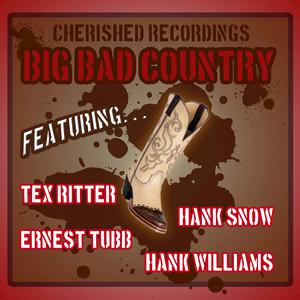 CHERISHED RECORDINGS
BIG BAD COUNTRY
FEATURING...
TEX RITTER
HANK SNOW
ERNEST TUBB
HANK WILLIAMS